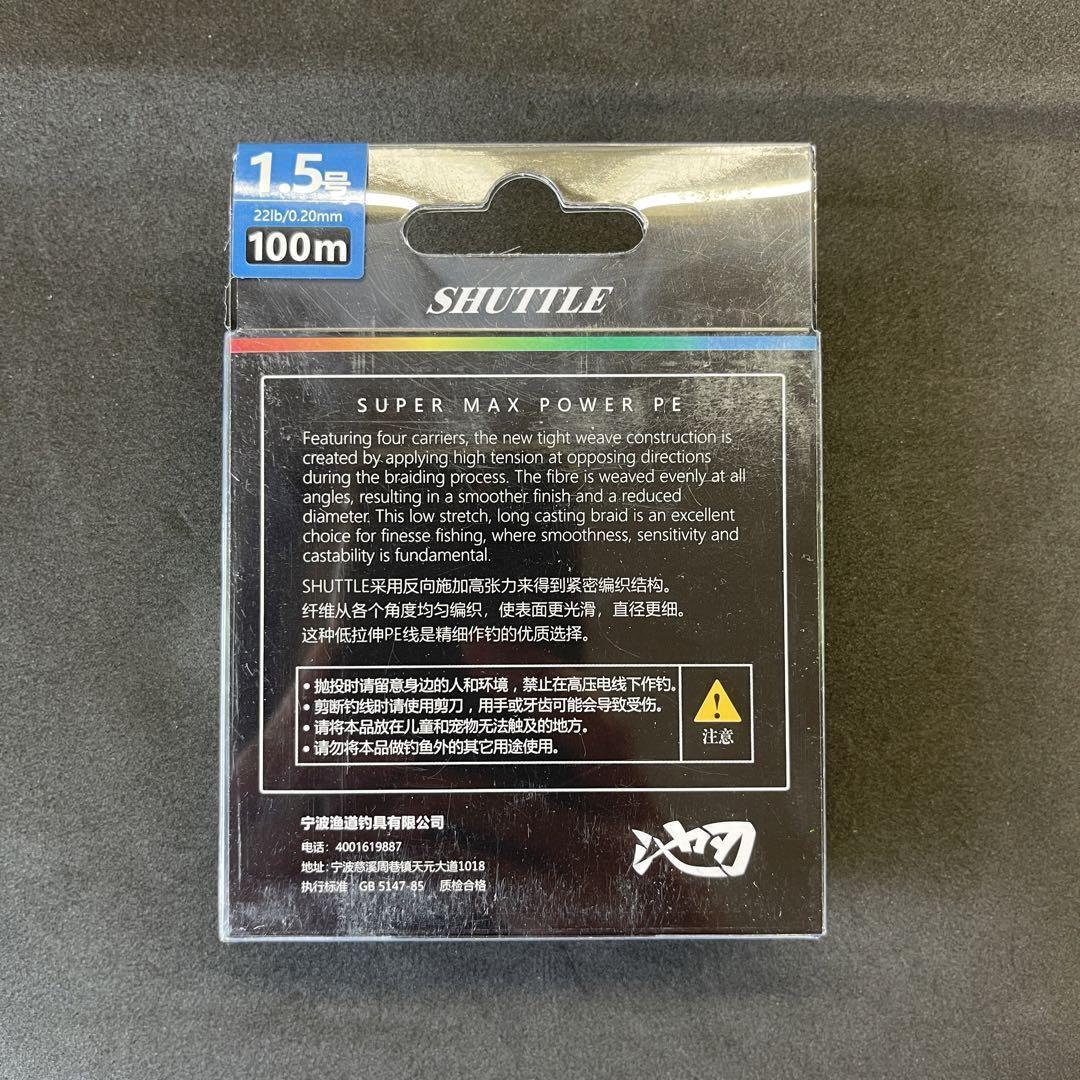 1.5号
22lb/0.20mm
100m
SHUTTLE
SUPER MAX POWER PE
Featuring four carriers, the new tight weave construction is
created by applying high tension at opposing directions
during the braiding process. The fibre is weaved evenly at all
angles, resulting in a smoother finish and a reduced
diameter. This low stretch, long casting braid is an excellent
choice for finesse fishing, where smoothness, sensitivity and
castability is fundamental.
SHUTTLE采用反向施加高张力来得到紧密编织结构。
纤维从各个角度均匀编织，使表面更光滑，直径更细。
这种低拉伸PE线是精细作钓的优质选择。
• 抛投时请留意身边的人和环境，禁止在高压电线下作钓。
• 剪断钓线时请使用剪刀，用手或牙齿可能会导致受伤。
• 请将本品放在儿童和宠物无法触及的地方。
• 请勿将本品做钓鱼外的其它用途使用。
注意
宁波渔道钓具有限公司
电话：4001619887
地址：宁波慈溪周巷镇天元大道1018
执行标准：GB 5147-85 质检合格